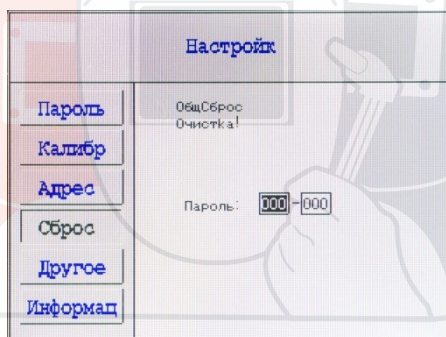 Настройк
Пароль
Калибр
Адрес
Сброс
Другое
Информац
ОбщСброс
Очистка!
Пароль: 000-000